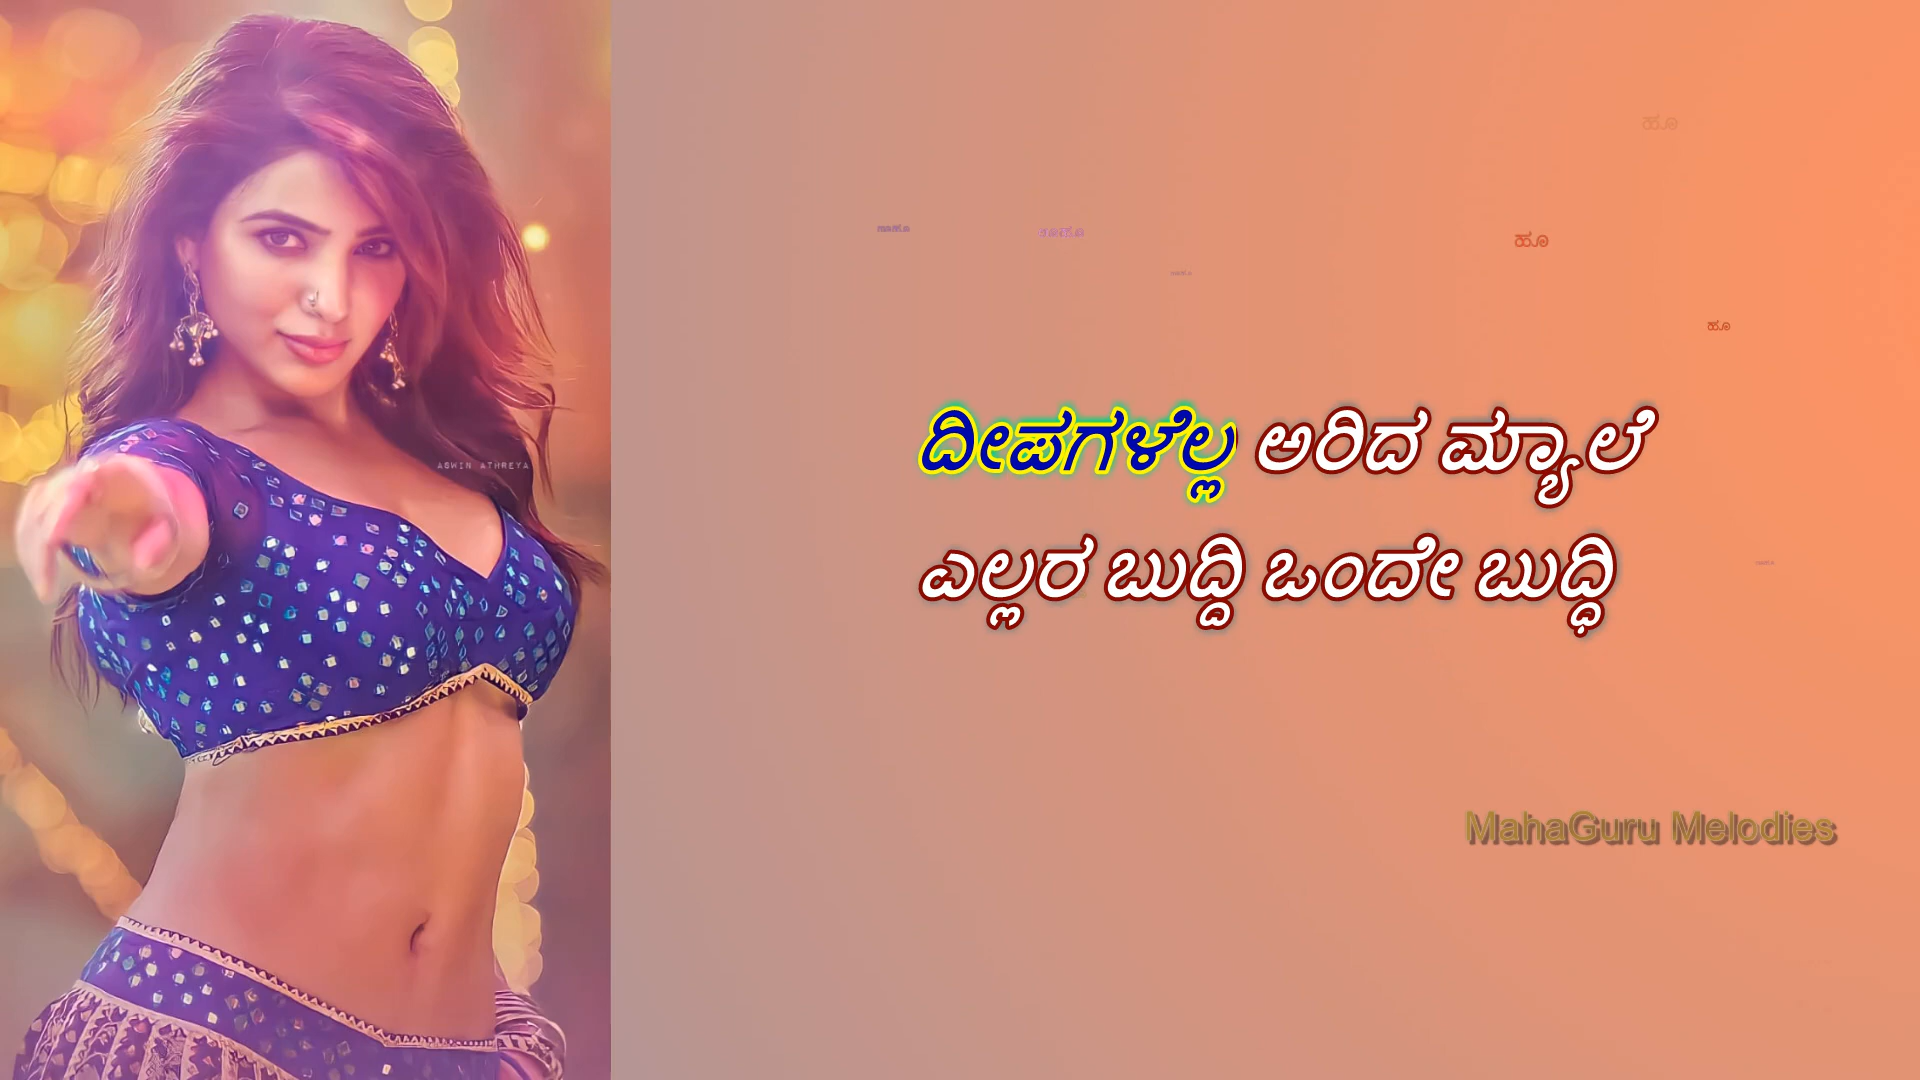 ಹೂ
ಹೂ
ಹೂ
ದೀಪಗಳೆಲ್ಲ ಅರಿದ ಮ್ಯಾಲೆ
ಎಲ್ಲರ ಬುದ್ದಿ ಒಂದೇ ಬುದ್ಧಿ
ASWIN ATHREYA
MahaGuru Melodies